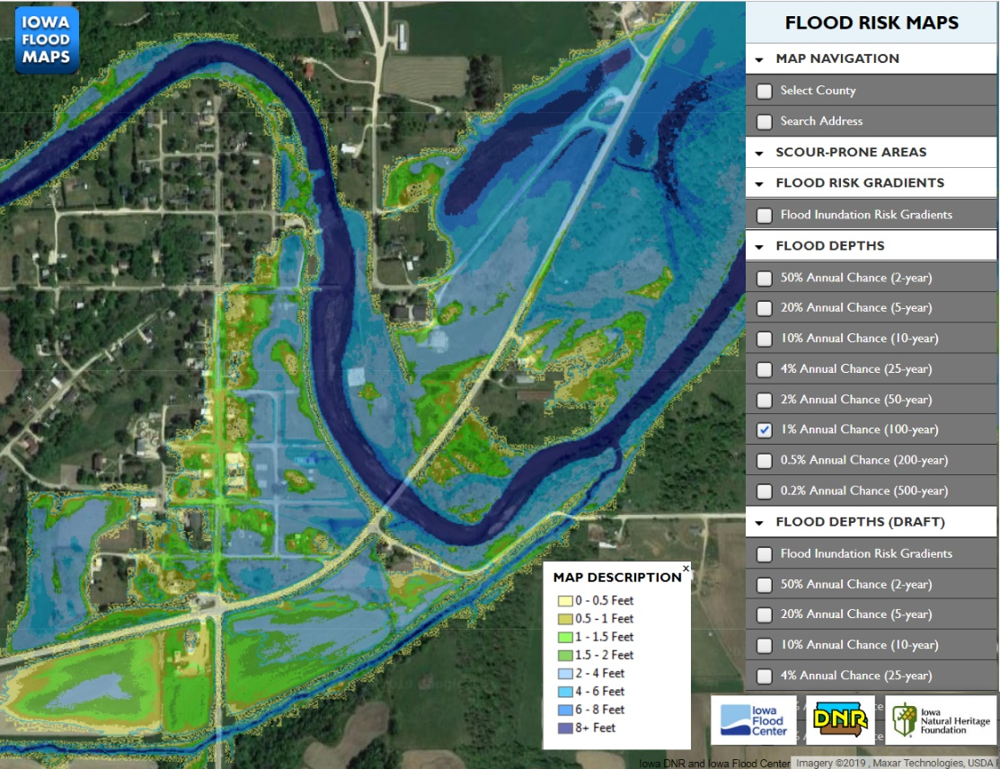 IOWA
FLOOD
MAPS
FLOOD RISK MAPS
MAP NAVIGATION
Select County
Search Address
SCOUR-PRONE AREAS
FLOOD RISK GRADIENTS
Flood Inundation Risk Gradients
FLOOD DEPTHS
50% Annual Chance (2-year)
20% Annual Chance (5-year)
10% Annual Chance (10-year)
4% Annual Chance (25-year)
2% Annual Chance (50-year)
1% Annual Chance (100-year)
0.5% Annual Chance (200-year)
0.2% Annual Chance (500-year)
FLOOD DEPTHS (DRAFT)
Flood Inundation Risk Gradients
50% Annual Chance (2-year)
20% Annual Chance (5-year)
10% Annual Chance (10-year)
4% Annual Chance (25-year)
MAP DESCRIPTION x
0 - 0.5 Feet
0.5 - 1 Feet
1 - 1.5 Feet
1.5 - 2 Feet
2 - 4 Feet
4 - 6 Feet
6 - 8 Feet
8+ Feet
Iowa
Flood
Center
DNR
Iowa
Natural Heritage
Foundation
Iowa DNR and Iowa Flood Center Imagery ©2019 , Maxar Technologies, USDA